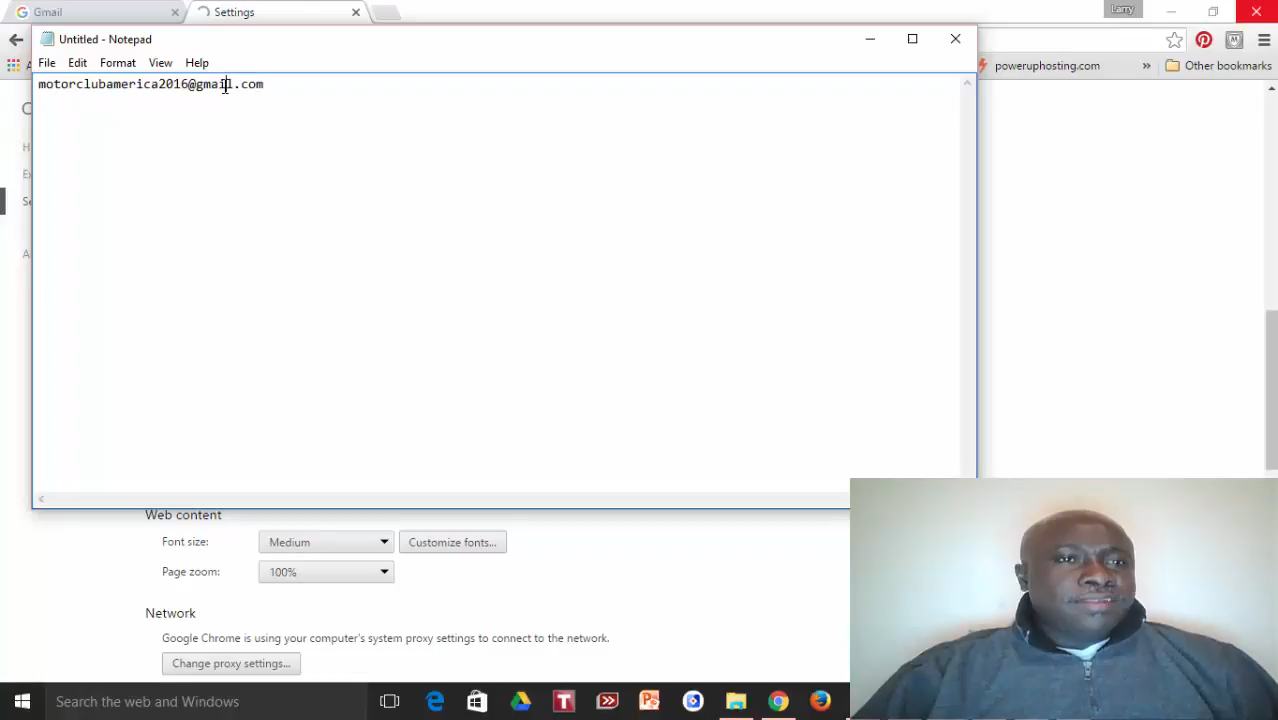 Gmail
Settings
Larry
Untitled - Notepad
File Edit Format View Help
poweruphosting.com
»
Other bookmarks
motorclubamerica2016@gmail.com
Web content
Font size:
Medium
Customize fonts...
Page zoom:
100%
Network
Google Chrome is using your computer's system proxy settings to connect to the network.
Change proxy settings...
Search the web and Windows